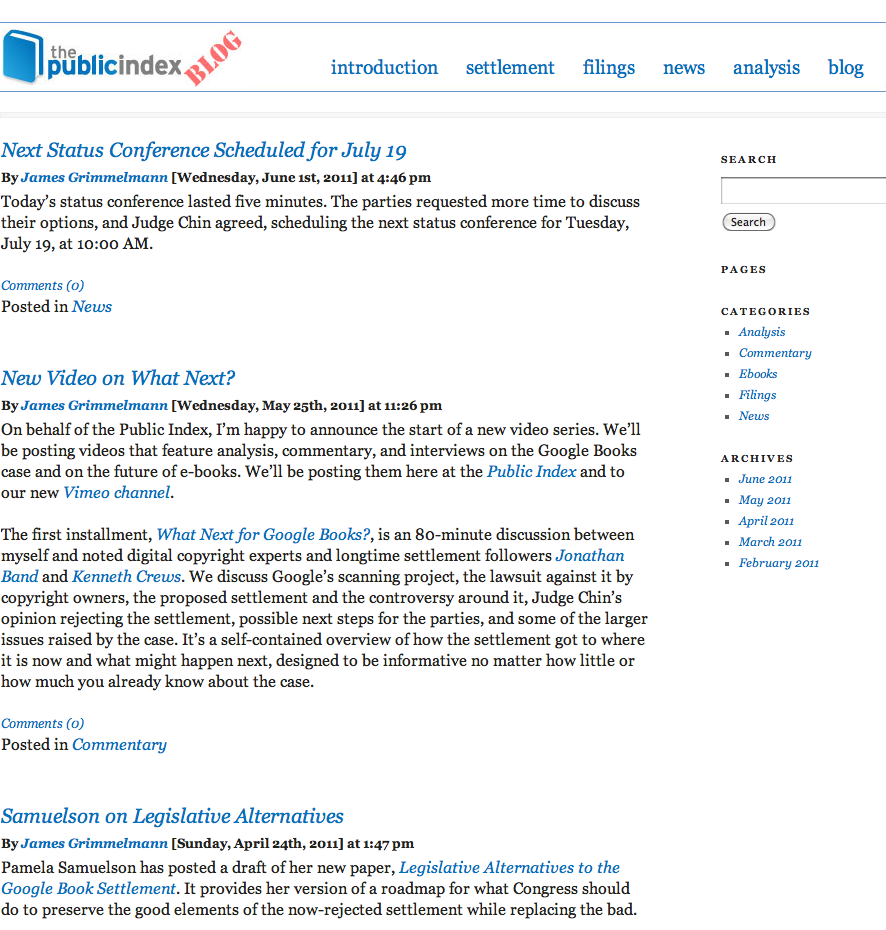 the
publicindex BLOG
introduction settlement filings news analysis blog
Next Status Conference Scheduled for July 19
By James Grimmelmann [Wednesday, June 1st, 2011] at 4:46 pm
Today’s status conference lasted five minutes. The parties requested more time to discuss
their options, and Judge Chin agreed, scheduling the next status conference for Tuesday,
July 19, at 10:00 AM.
Comments (0)
Posted in News
New Video on What Next?
By James Grimmelmann [Wednesday, May 25th, 2011] at 11:26 pm
On behalf of the Public Index, I’m happy to announce the start of a new video series. We’ll
be posting videos that feature analysis, commentary, and interviews on the Google Books
case and on the future of e-books. We’ll be posting them here at the Public Index and to
our new Vimeo channel.
The first installment, What Next for Google Books?, is an 80-minute discussion between
myself and noted digital copyright experts and longtime settlement followers Jonathan
Band and Kenneth Crews. We discuss Google’s scanning project, the lawsuit against it by
copyright owners, the proposed settlement and the controversy around it, Judge Chin’s
opinion rejecting the settlement, possible next steps for the parties, and some of the larger
issues raised by the case. It’s a self-contained overview of how the settlement got to where
it is now and what might happen next, designed to be informative no matter how little or
how much you already know about the case.
Comments (0)
Posted in Commentary
Samuelson on Legislative Alternatives
By James Grimmelmann [Sunday, April 24th, 2011] at 1:47 pm
Pamela Samuelson has posted a draft of her new paper, Legislative Alternatives to the
Google Book Settlement. It provides her version of a roadmap for what Congress should
do to preserve the good elements of the now-rejected settlement while replacing the bad.
SEARCH
Search
PAGES
CATEGORIES
Analysis
Commentary
Ebooks
Filings
News
ARCHIVES
June 2011
May 2011
April 2011
March 2011
February 2011